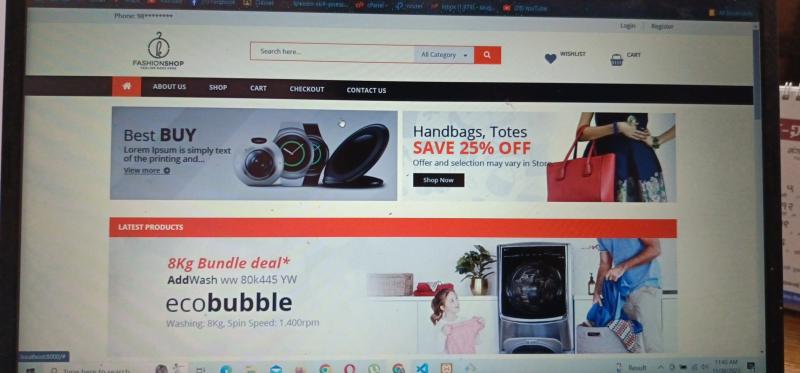 YouTube
All Bookmarks
Phone: 98********
Login
Register
FASHIONSHOP
Search here...
All Category
WISHLIST
CART
ABOUT US
SHOP
CART
CHECKOUT
CONTACT US
Best BUY
Lorem Ipsum is simply text
of the printing and...
View more
Handbags, Totes
SAVE 25% OFF
Offer and selection may vary in Store
Shop Now
LATEST PRODUCTS
8Kg Bundle deal*
AddWash ww 80k445 YW
ecobubble
Washing: 8Kg, Spin Speed: 1.400rpm
localhost:8000/#
Type here to search
Result
11:40 AM